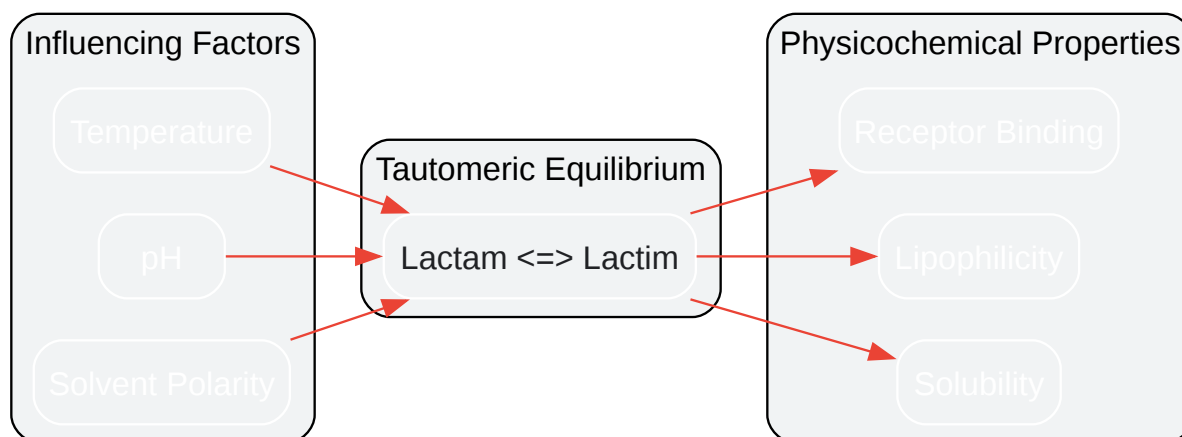 Influencing Factors
Temperature
pH
Solvent Polarity
Tautomeric Equilibrium
Lactam <=> Lactim
Physicochemical Properties
Receptor Binding
Lipophilicity
Solubility